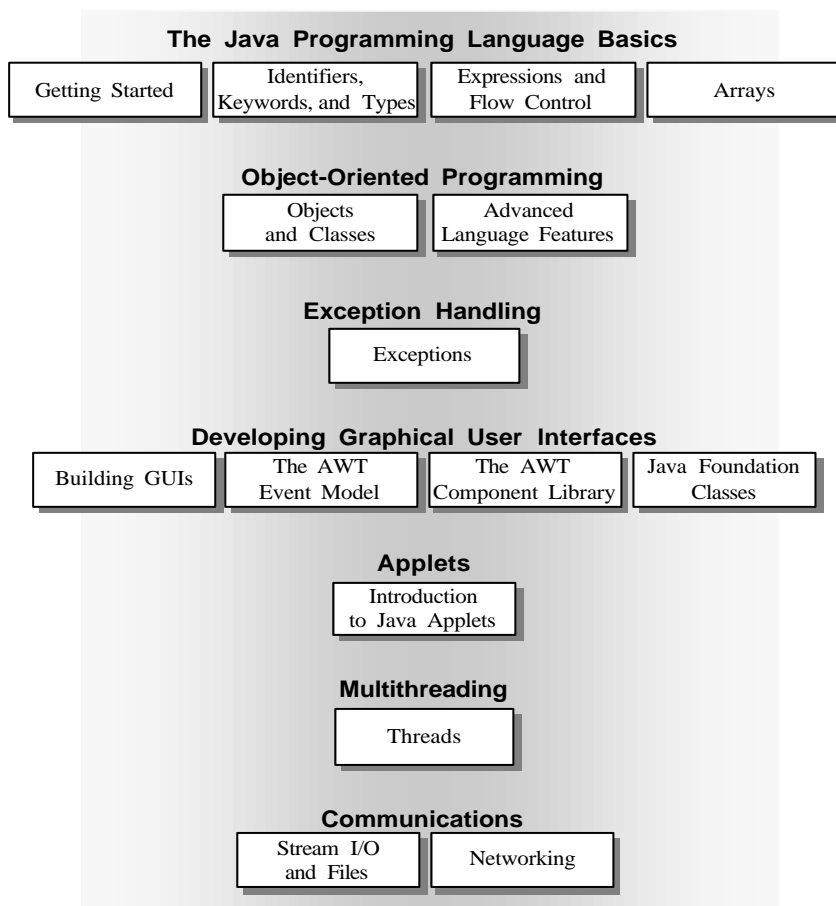 The Java Programming Language Basics
Getting Started
Identifiers,
Keywords, and Types
Expressions and
Flow Control
Arrays
Object-Oriented Programming
Objects
and Classes
Advanced
Language Features
Exception Handling
Exceptions
Developing Graphical User Interfaces
Building GUIs
The AWT
Event Model
The AWT
Component Library
Java Foundation
Classes
Applets
Introduction
to Java Applets
Multithreading
Threads
Communications
Stream I/O
and Files
Networking